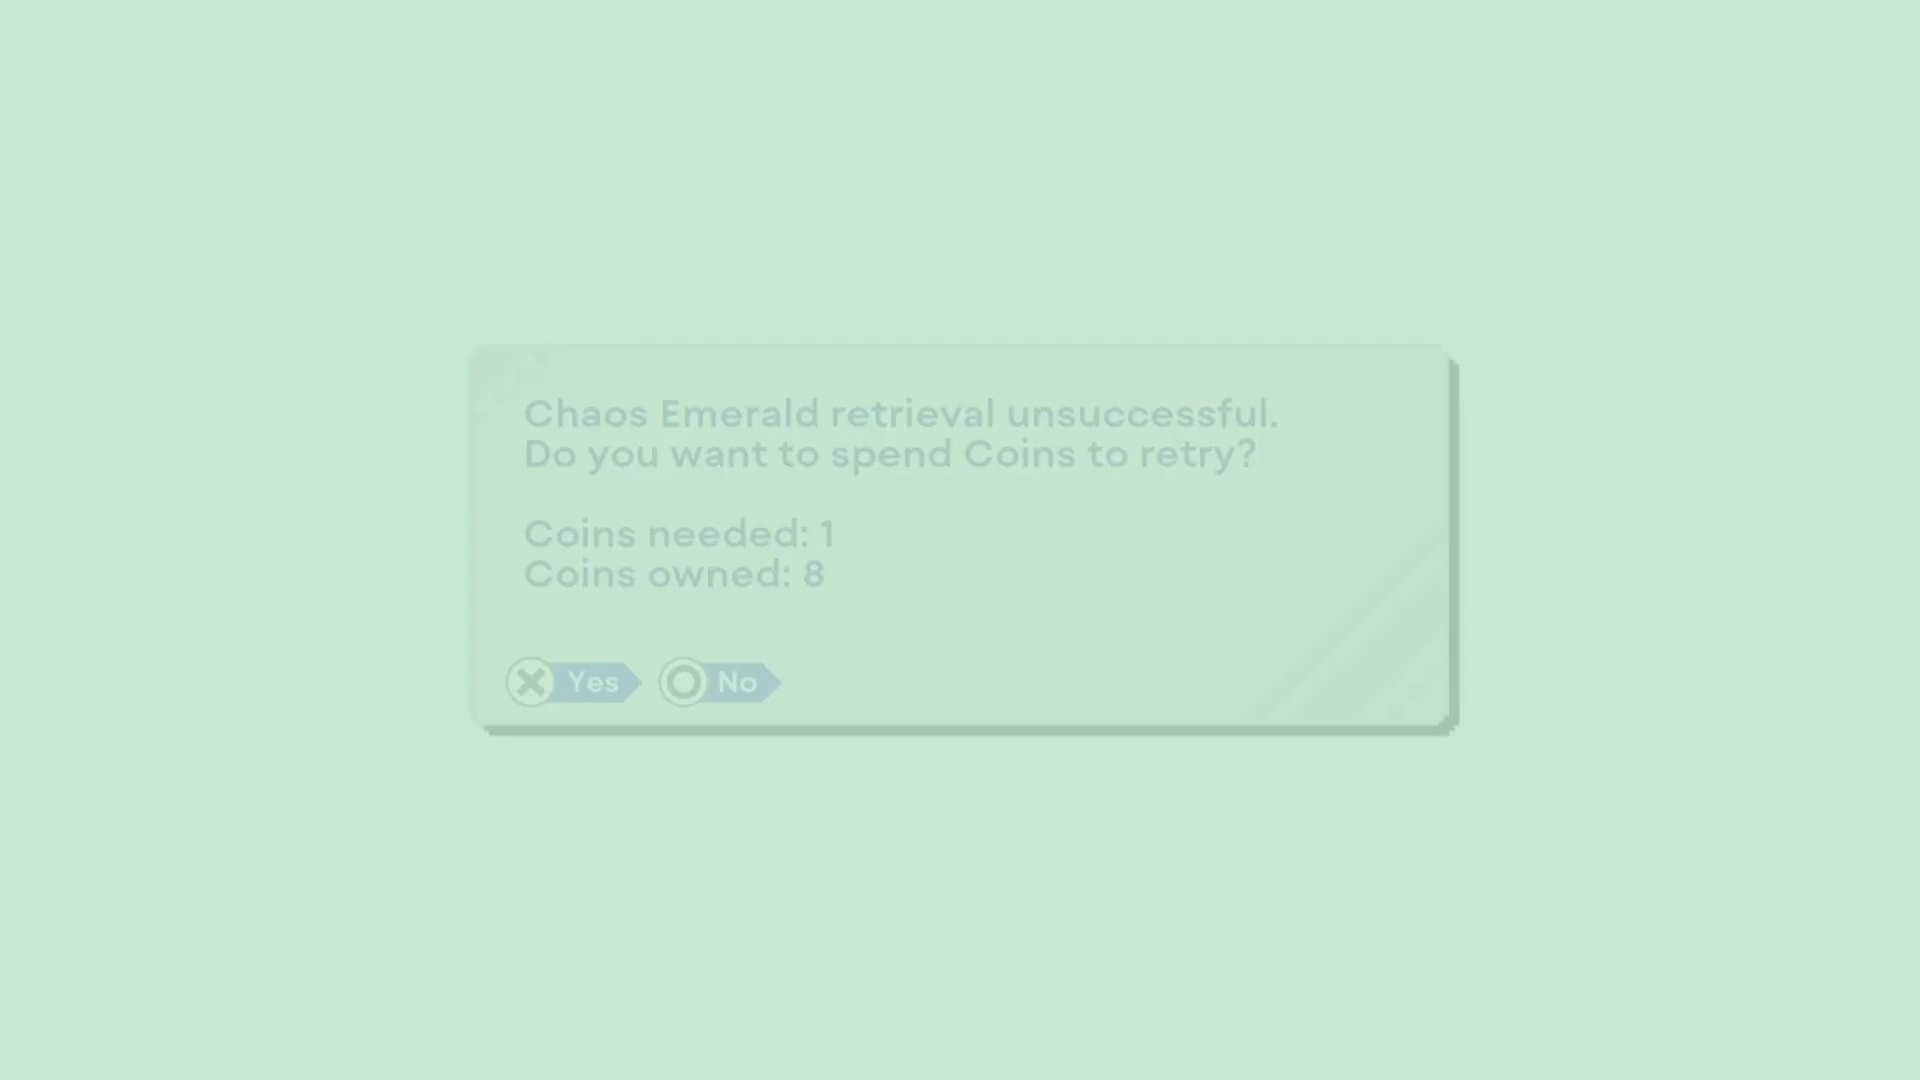 Chaos Emerald retrieval unsuccessful.
Do you want to spend Coins to retry?
Coins needed: 1
Coins owned: 8
Yes No